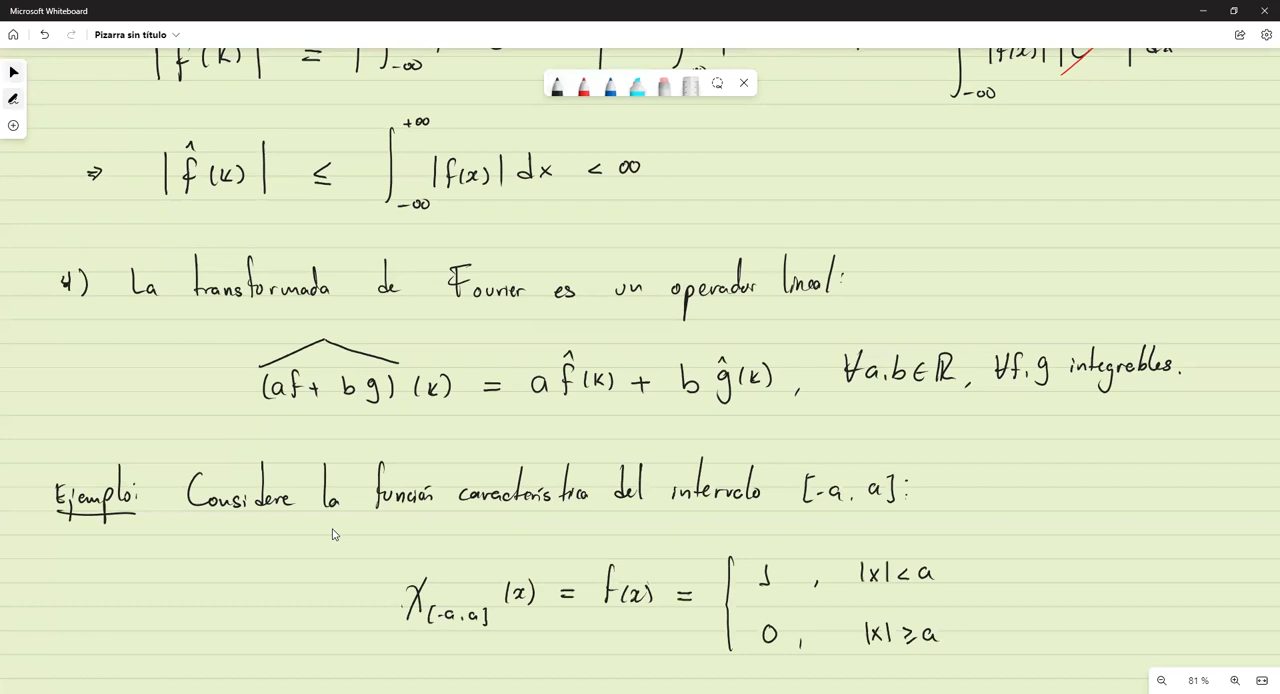 Microsoft Whiteboard
Pizarra sin título
|f̂(k)| = |∫_{-∞} ∫_{-∞} |f(x)| |
⇒ |f̂(k)| ≤ ∫_{-∞}^{+∞} |f(x)| dx < ∞
4) La transformada de Fourier es un operador lineal:
(af + bg)^(k) = a f̂(k) + b ĝ(k), ∀a,b ∈ ℝ, ∀f,g integrables.
Ejemplo: Considere la función característica del intervalo [-a, a]:
χ_{[-a,a]}(x) = f(x) = { 1, |x| < a
0, |x| ≥ a
81 %